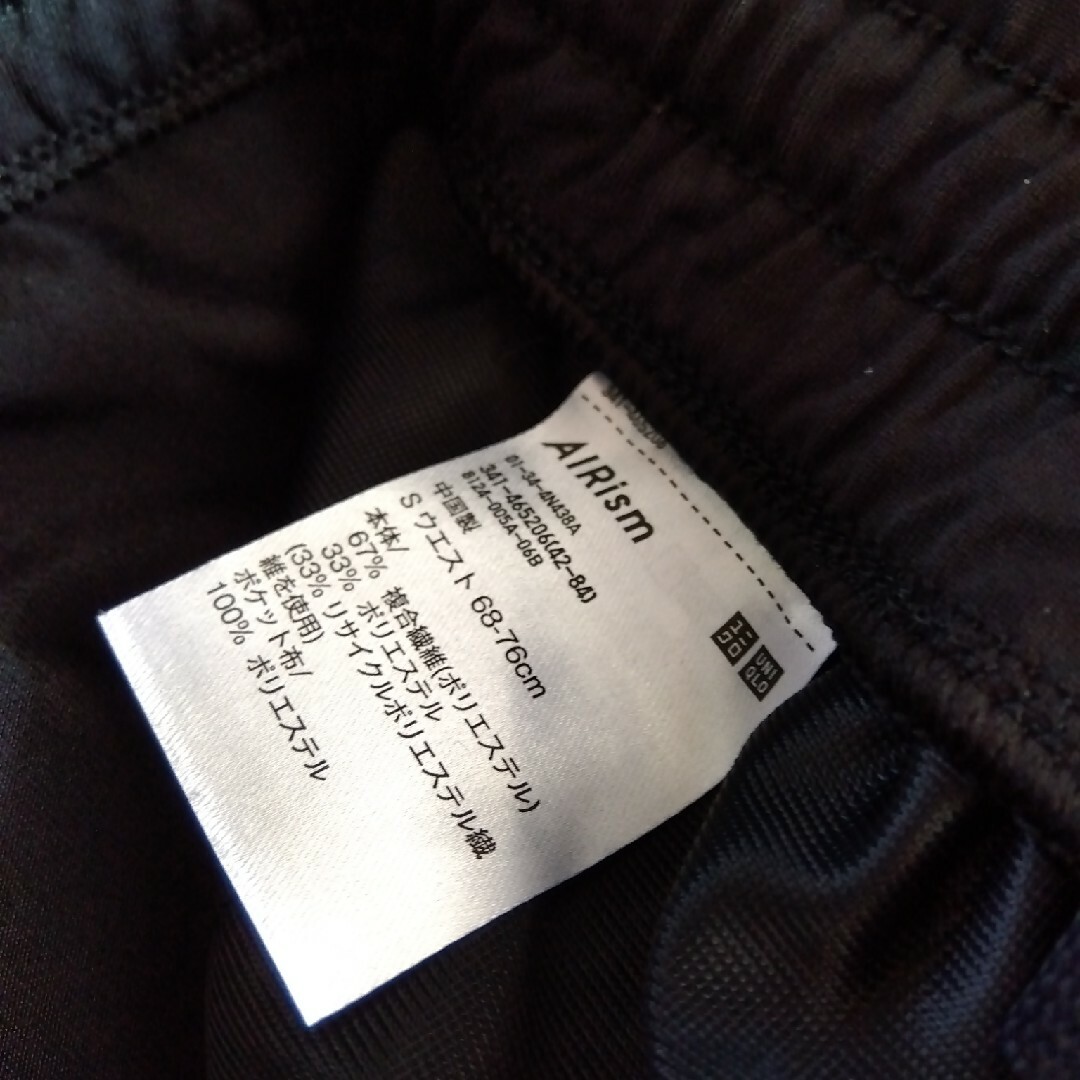 AIRism
01-34-4N438A
341-465206(42-84)
8124-005A-06B
中国製
S ウエスト 68-76cm
本体/
67% 複合繊維(ポリエステル)
33% ポリエステル
(33% リサイクルポリエステル繊
維を使用)
ポケット布/
100% ポリエステル
ユニ
クロ
UNI
QLO